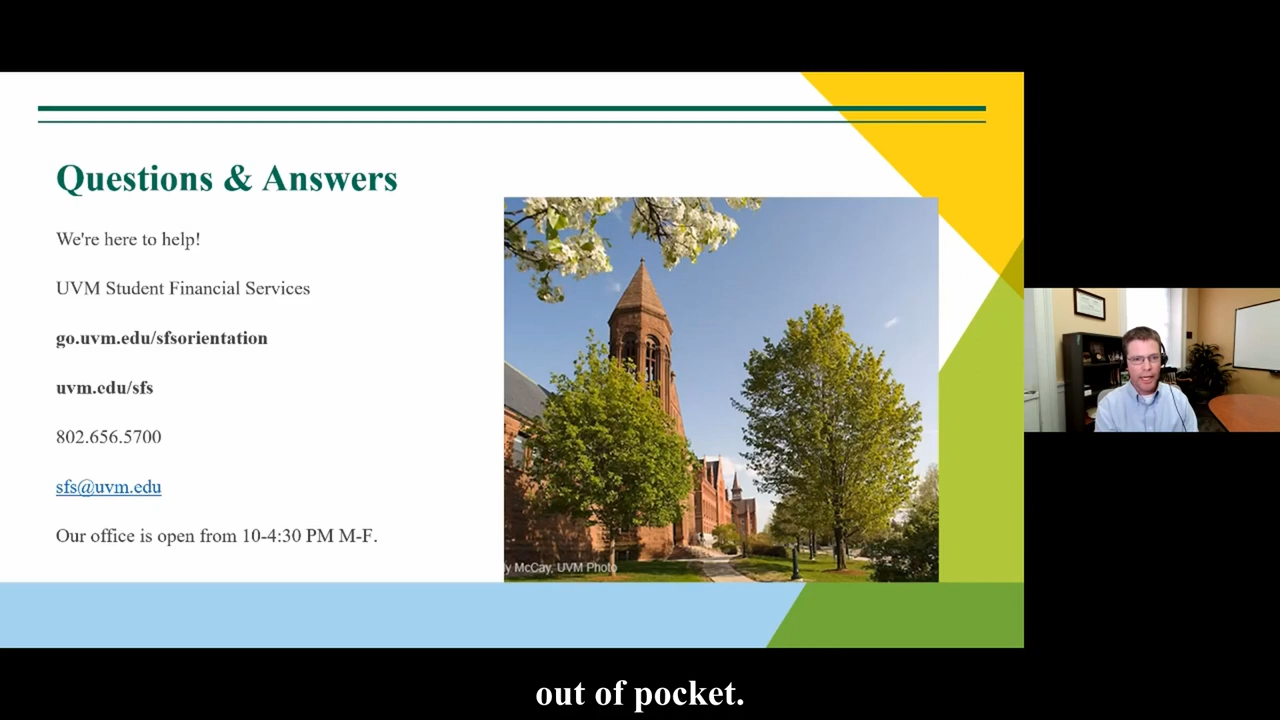 Questions & Answers
We're here to help!
UVM Student Financial Services
go.uvm.edu/sfsorientation
uvm.edu/sfs
802.656.5700
sfs@uvm.edu
Our office is open from 10-4:30 PM M-F.
y McCay, UVM Photo
out of pocket.